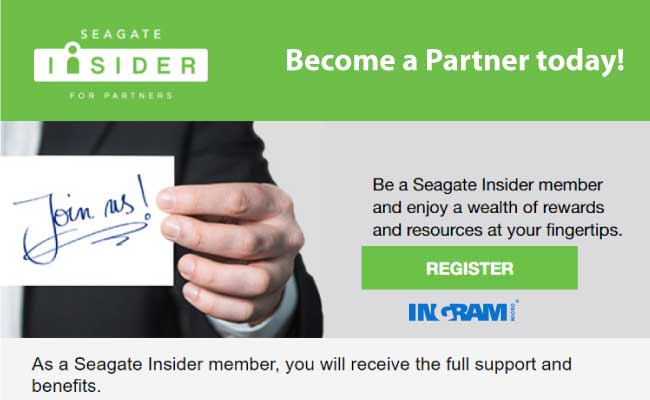 SEAGATE
INSIDER
FOR PARTNERS
Become a Partner today!
Join us!
Be a Seagate Insider member
and enjoy a wealth of rewards
and resources at your fingertips.
REGISTER
INGRAM MICRO
As a Seagate Insider member, you will receive the full support and
benefits.